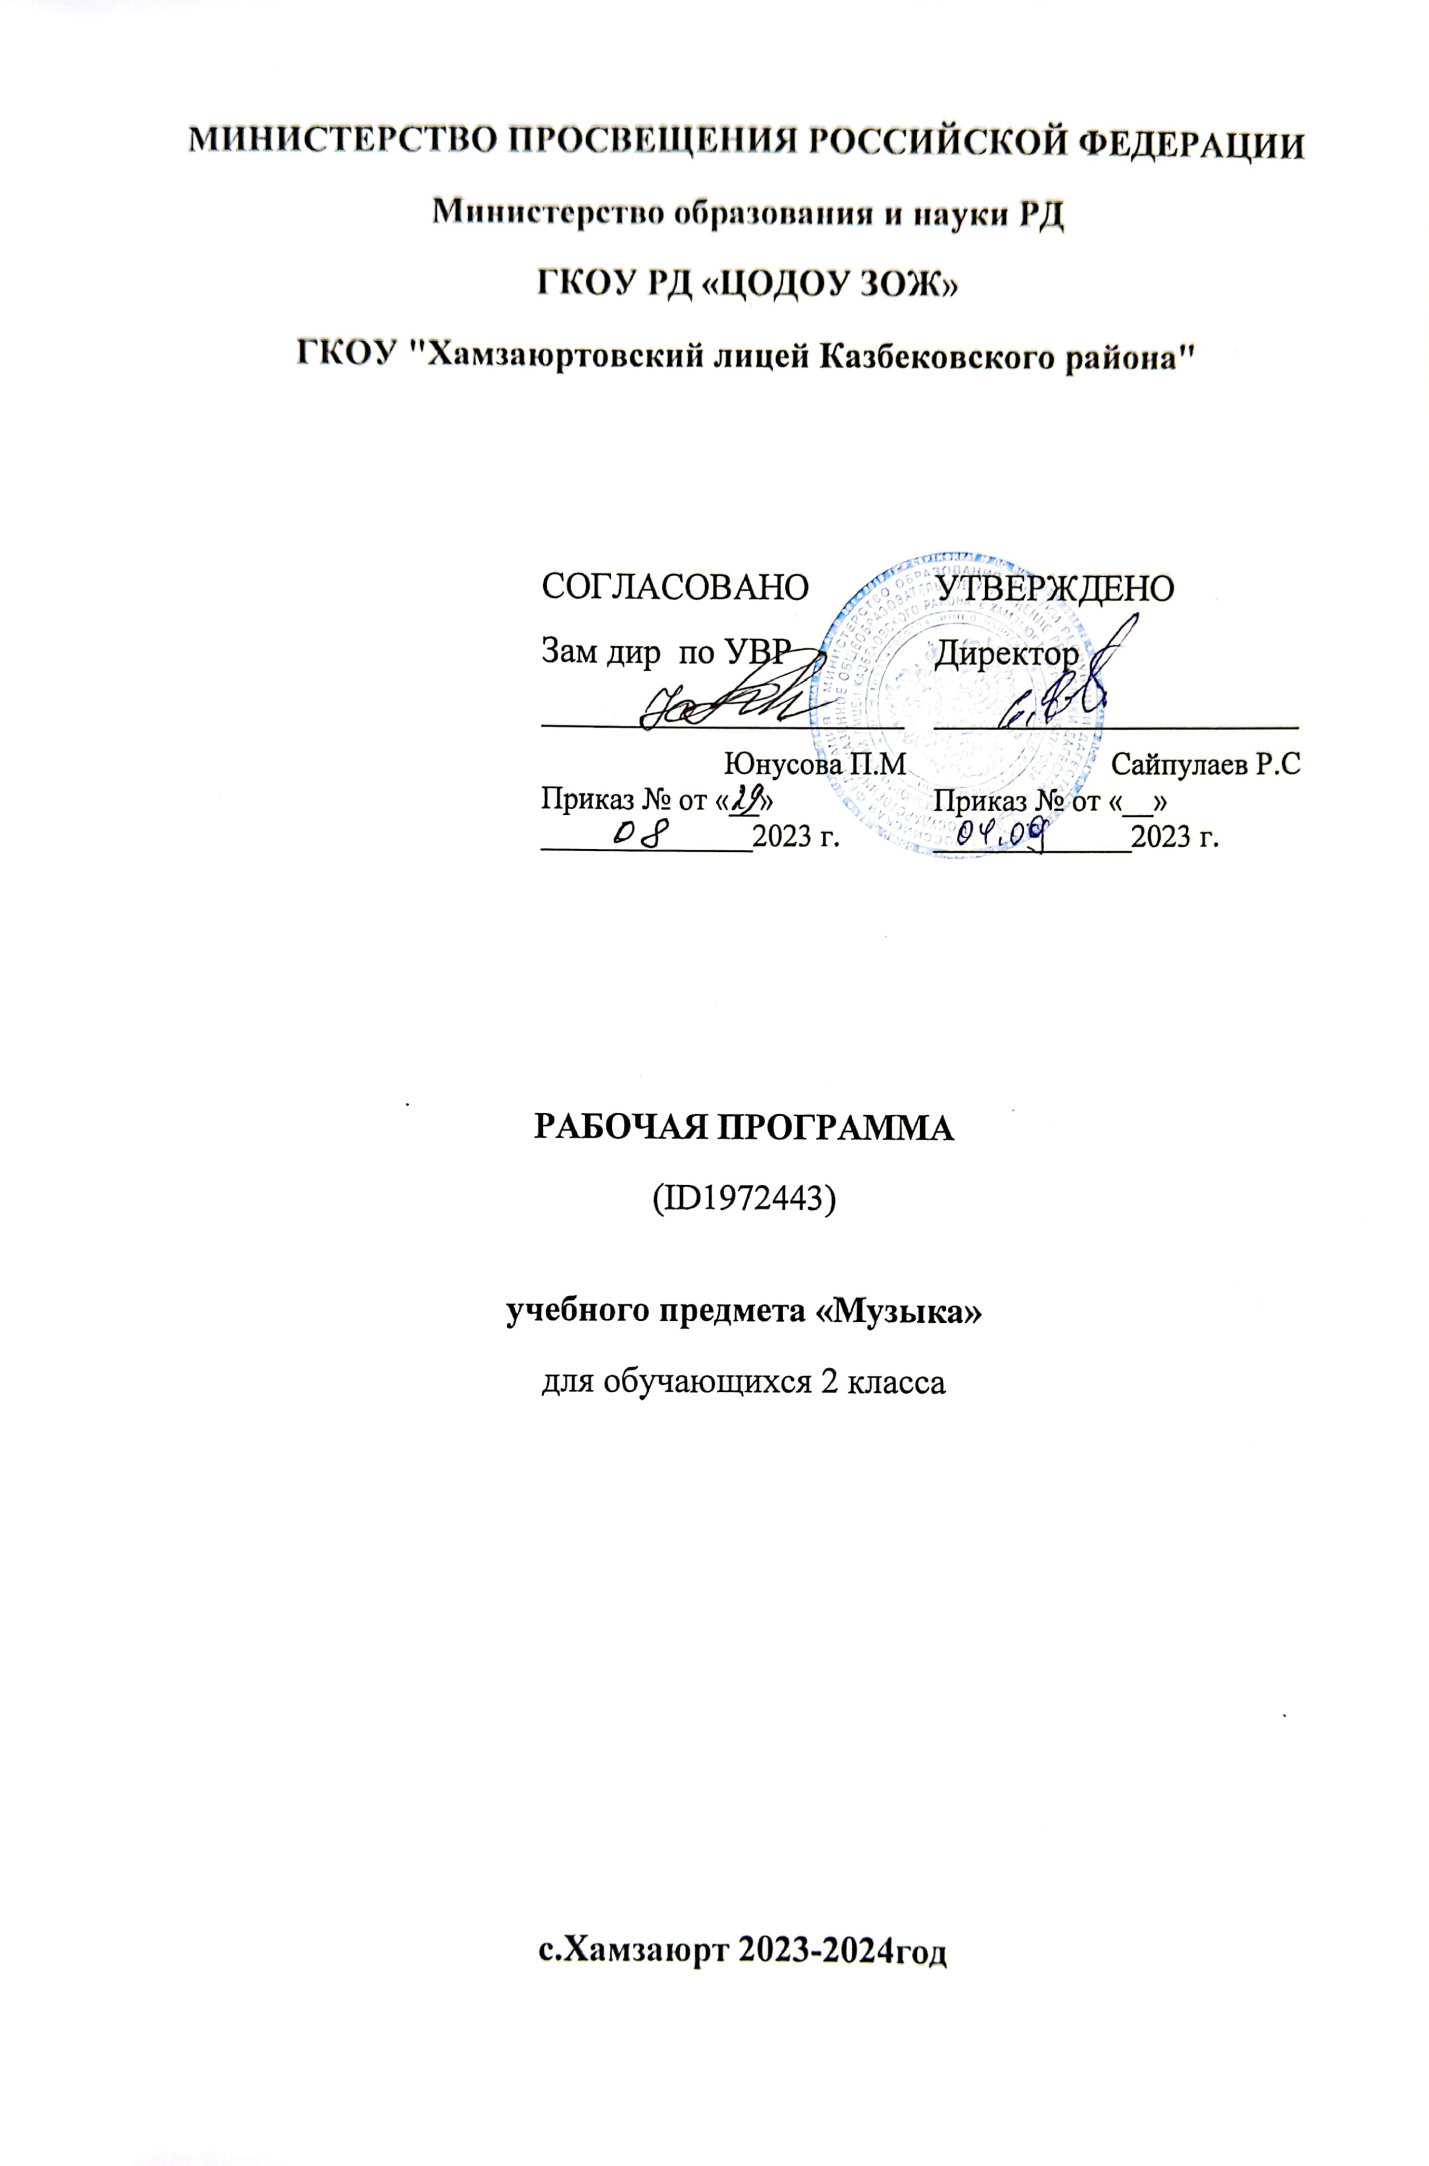 МИНИСТЕРСТВО ПРОСВЕЩЕНИЯ РОССИЙСКОЙ ФЕДЕРАЦИИ
Министерство образования и науки РД
ГКОУ РД «ЦОДОУ ЗОЖ»
ГКОУ "Хамзаюртовский лицей Казбековского района"
СОГЛАСОВАНО
Зам дир по УВР
Юнусова П.М
Приказ № от «29»
08 2023 г.
УТВЕРЖДЕНО
Директор
Сайпулаев Р.С
Приказ № от «__»
04.09 2023 г.
РАБОЧАЯ ПРОГРАММА
(ID1972443)
учебного предмета «Музыка»
для обучающихся 2 класса
с.Хамзаюрт 2023-2024год